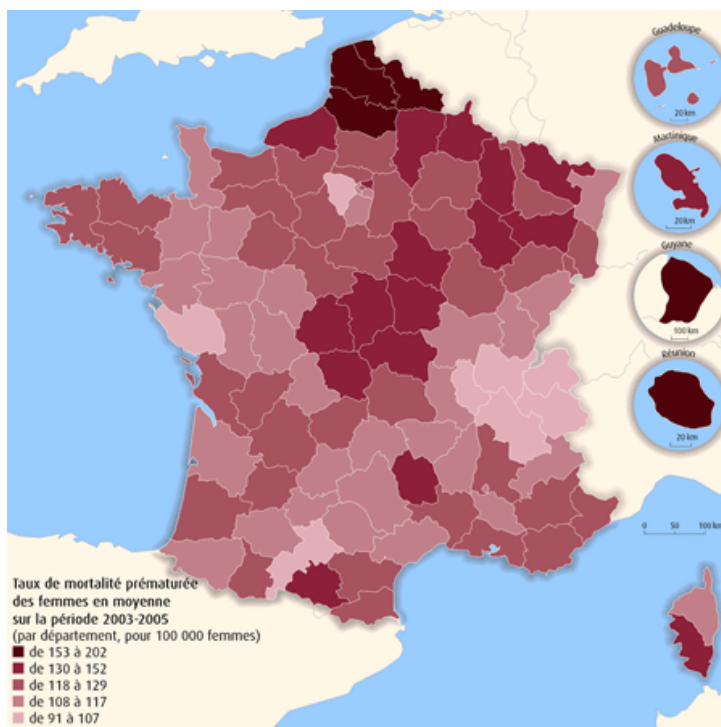 Guadeloupe
20 km
Martinique
20 km
Guyane
100 km
Réunion
20 km
0 50 100 km
Taux de mortalité prématurée
des femmes en moyenne
sur la période 2003-2005
(par département, pour 100 000 femmes)
de 153 à 202
de 130 à 152
de 118 à 129
de 108 à 117
de 91 à 107